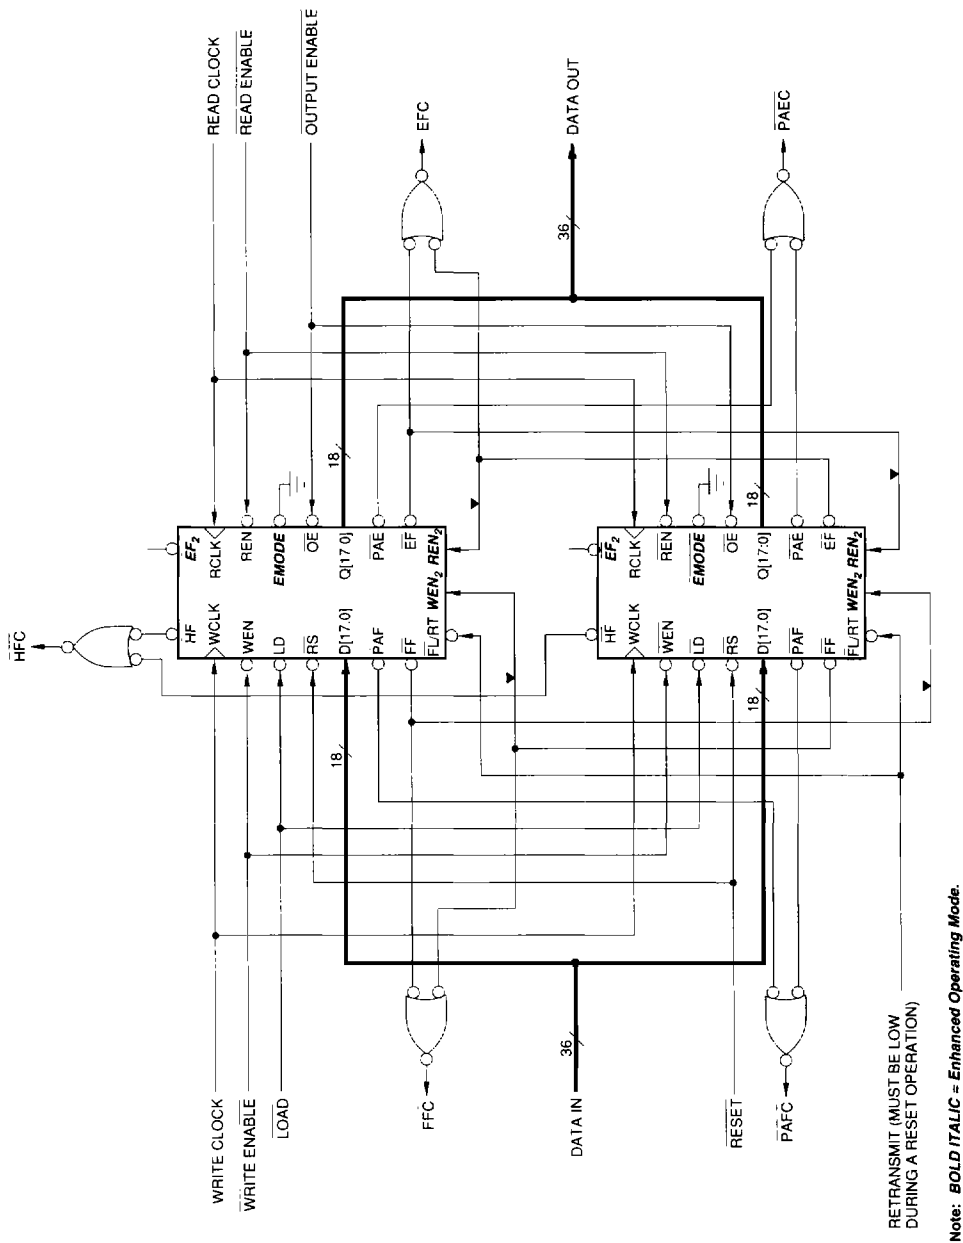 HFC
READ CLOCK
READ ENABLE
OUTPUT ENABLE
EFC
DATA OUT
PAEC
36
18
18
EF2
RCLK
REN
EMODE
OE
Q[17:0]
PAE
EF
HF
WCLK
WEN
LD
RS
D[17:0]
PAF
FF
FL/RT WEN2 REN2
EF2
RCLK
REN
EMODE
OE
Q[17:0]
PAE
EF
HF
WCLK
WEN
LD
RS
D[17:0]
PAF
FF
FL/RT WEN2 REN2
18
18
36
WRITE CLOCK
WRITE ENABLE
LOAD
FFC
DATA IN
RESET
PAFC
RETRANSMIT (MUST BE LOW
DURING A RESET OPERATION)
Note: BOLD ITALIC = Enhanced Operating Mode.